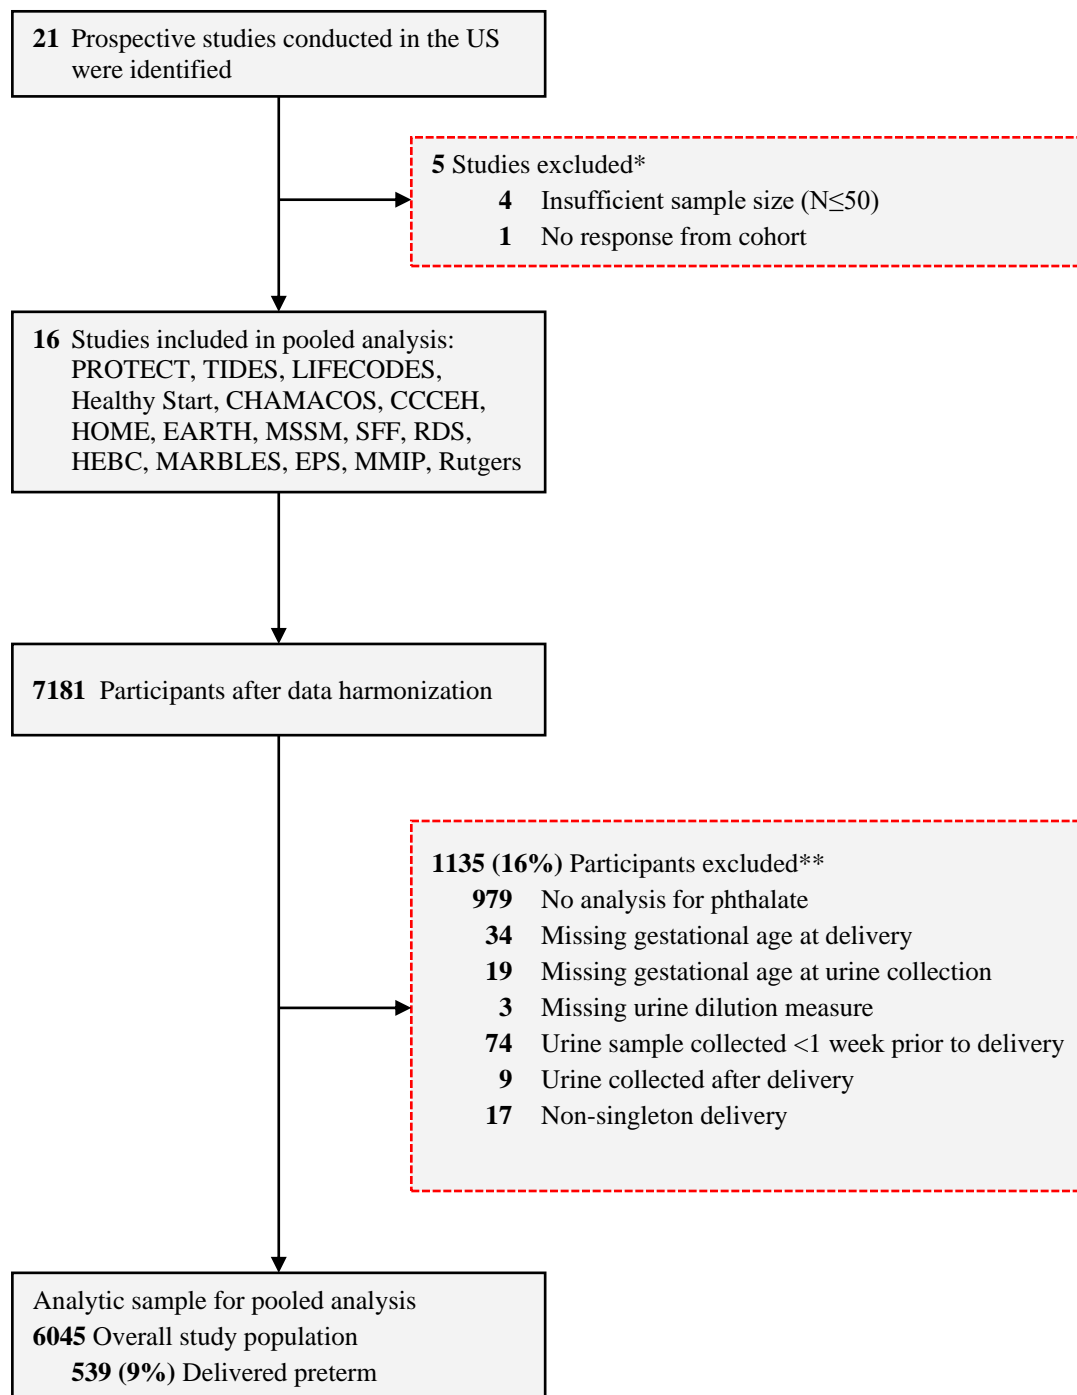 21 Prospective studies conducted in the US
were identified
5 Studies excluded*
4 Insufficient sample size (N≤50)
1 No response from cohort
16 Studies included in pooled analysis:
PROTECT, TIDES, LIFECODES,
Healthy Start, CHAMACOS, CCCEH,
HOME, EARTH, MSSM, SFF, RDS,
HEBC, MARBLES, EPS, MMIP, Rutgers
7181 Participants after data harmonization
1135 (16%) Participants excluded**
979 No analysis for phthalate
34 Missing gestational age at delivery
19 Missing gestational age at urine collection
3 Missing urine dilution measure
74 Urine sample collected <1 week prior to delivery
9 Urine collected after delivery
17 Non-singleton delivery
Analytic sample for pooled analysis
6045 Overall study population
539 (9%) Delivered preterm